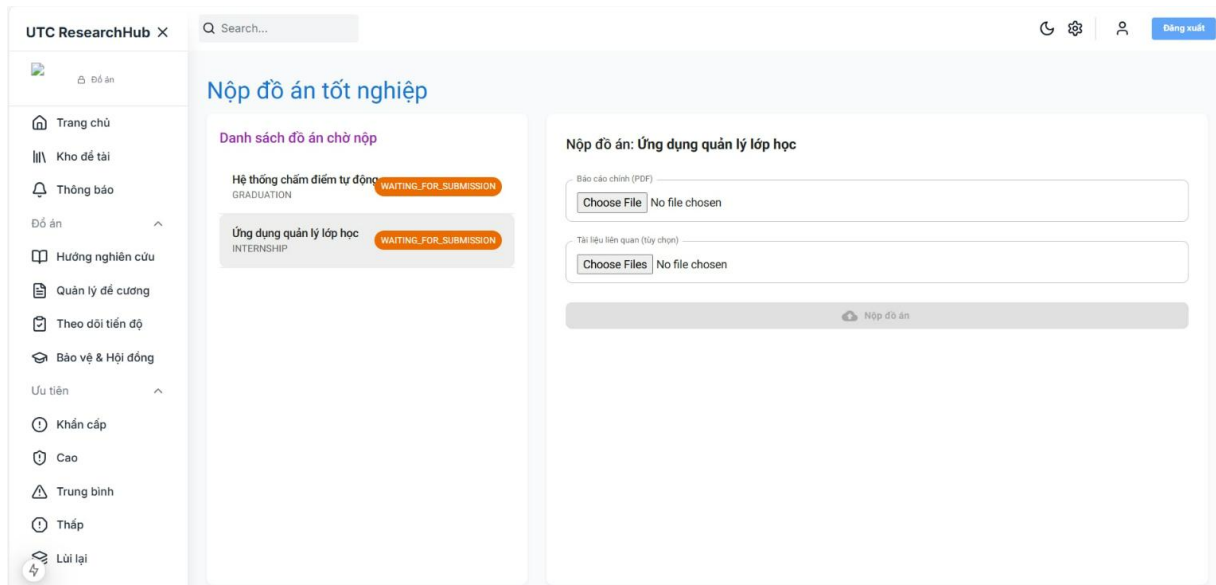 UTC ResearchHub
Search...
Đăng xuất
Đồ án
Trang chủ
Kho đề tài
Thông báo
Đồ án
Hướng nghiên cứu
Quản lý đề cương
Theo dõi tiến độ
Bảo vệ & Hội đồng
Ưu tiên
Khẩn cấp
Cao
Trung bình
Thấp
Lùi lại
Nộp đồ án tốt nghiệp
Danh sách đồ án chờ nộp
Hệ thống chấm điểm tự động
WAITING_FOR_SUBMISSION
GRADUATION
Ứng dụng quản lý lớp học
WAITING_FOR_SUBMISSION
INTERNSHIP
Nộp đồ án: Ứng dụng quản lý lớp học
Báo cáo chính (PDF)
Choose File No file chosen
Tài liệu liên quan (tùy chọn)
Choose Files No file chosen
Nộp đồ án